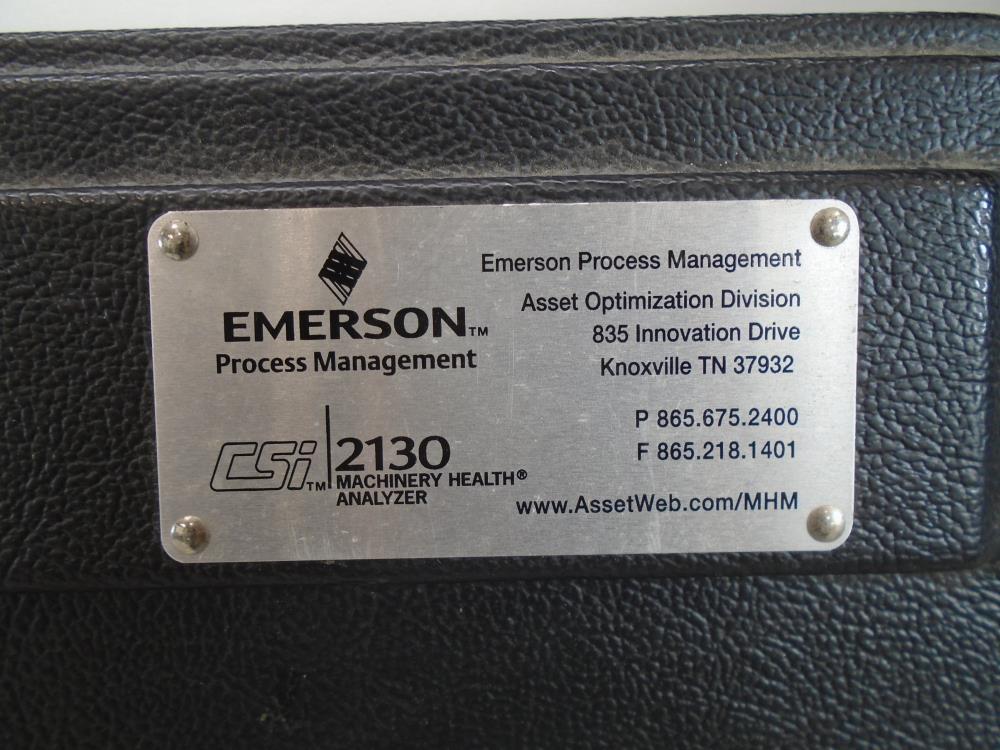 EMERSON™
Process Management
CSi™ 2130
MACHINERY HEALTH®
ANALYZER
Emerson Process Management
Asset Optimization Division
835 Innovation Drive
Knoxville TN 37932
P 865.675.2400
F 865.218.1401
www.AssetWeb.com/MHM